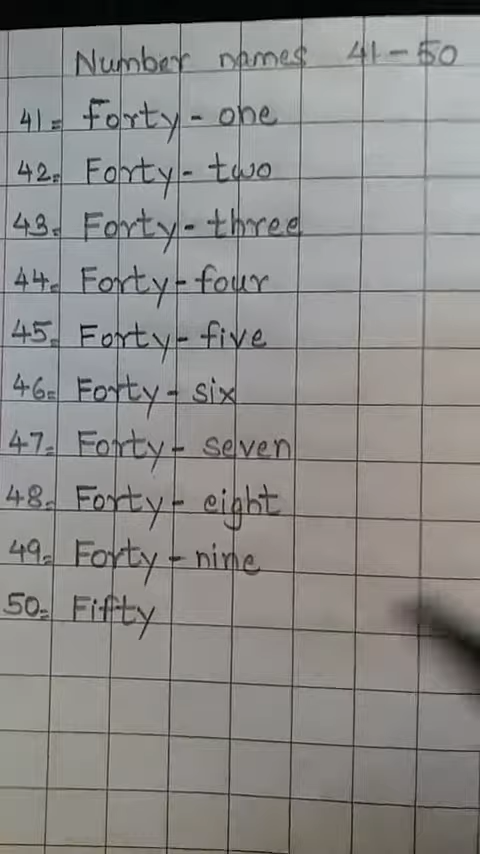 Number names 41-50
41= Forty-one
42= Forty-two
43= Forty-three
44= Forty-four
45= Forty-five
46= Forty-six
47= Forty-seven
48= Forty-eight
49= Forty-nine
50= Fifty